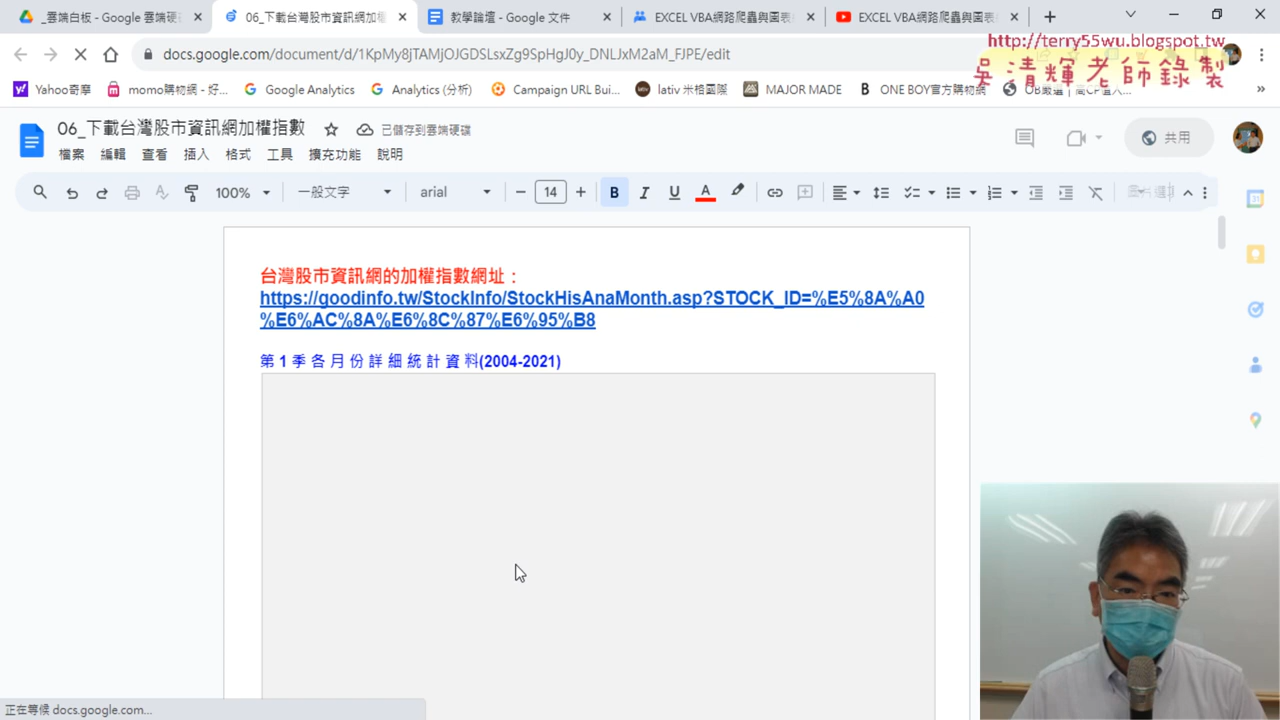 _雲端白板 - Google 雲端硬
06_下載台灣股市資訊網加權
教學論壇 - Google 文件
EXCEL VBA網路爬蟲與圖表
EXCEL VBA網路爬蟲與圖表
docs.google.com/document/d/1KpMy8jTAMjOJGDSLsxZg9SpHgJ0y_DNLJxM2aM_FJPE/edit
http://terry55wu.blogspot.tw
吳清輝老師錄製
Yahoo奇摩
momo購物網 - 好...
Google Analytics
Analytics (分析)
Campaign URL Bui...
lativ 米格國際
MAJOR MADE
ONE BOY官方購物網
06_下載台灣股市資訊網加權指數
已儲存到雲端硬碟
共用
檔案 編輯 查看 插入 格式 工具 擴充功能 說明
100% 一般文字 arial 14 B I U A
台灣股市資訊網的加權指數網址：
https://goodinfo.tw/StockInfo/StockHisAnaMonth.asp?STOCK_ID=%E5%8A%A0
%E6%AC%8A%E6%8C%87%E6%95%B8
第 1 季 各 月 份 詳 細 統 計 資 料(2004-2021)
正在等候 docs.google.com...